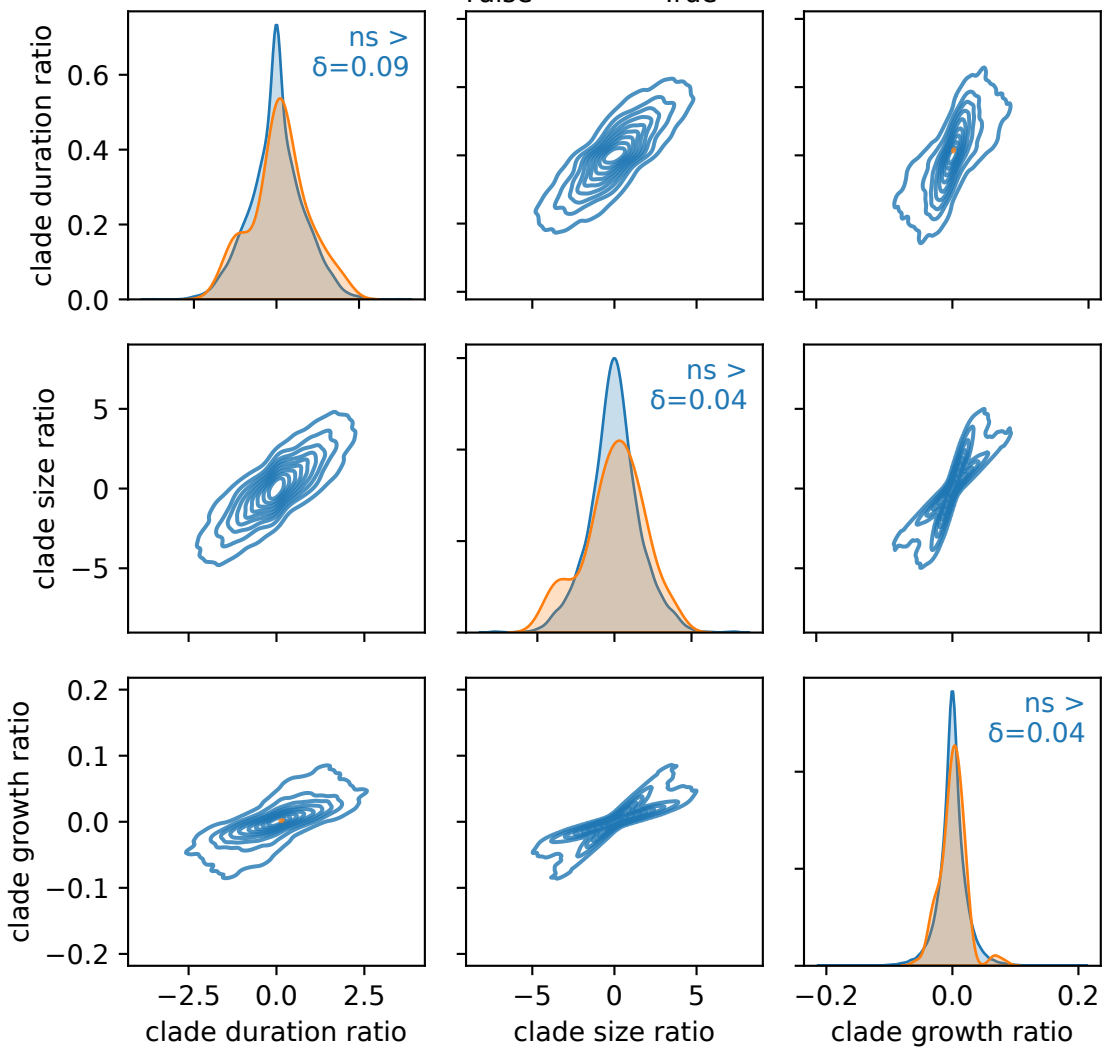 True
clade duration ratio
0.6
0.4
0.2
0.0
ns >
δ=0.09
clade size ratio
5
0
−5
ns >
δ=0.04
clade growth ratio
0.2
0.1
0.0
−0.1
−0.2
ns >
δ=0.04
−2.5 0.0 2.5
−5 0 5
−0.2 0.0 0.2
clade duration ratio
clade size ratio
clade growth ratio